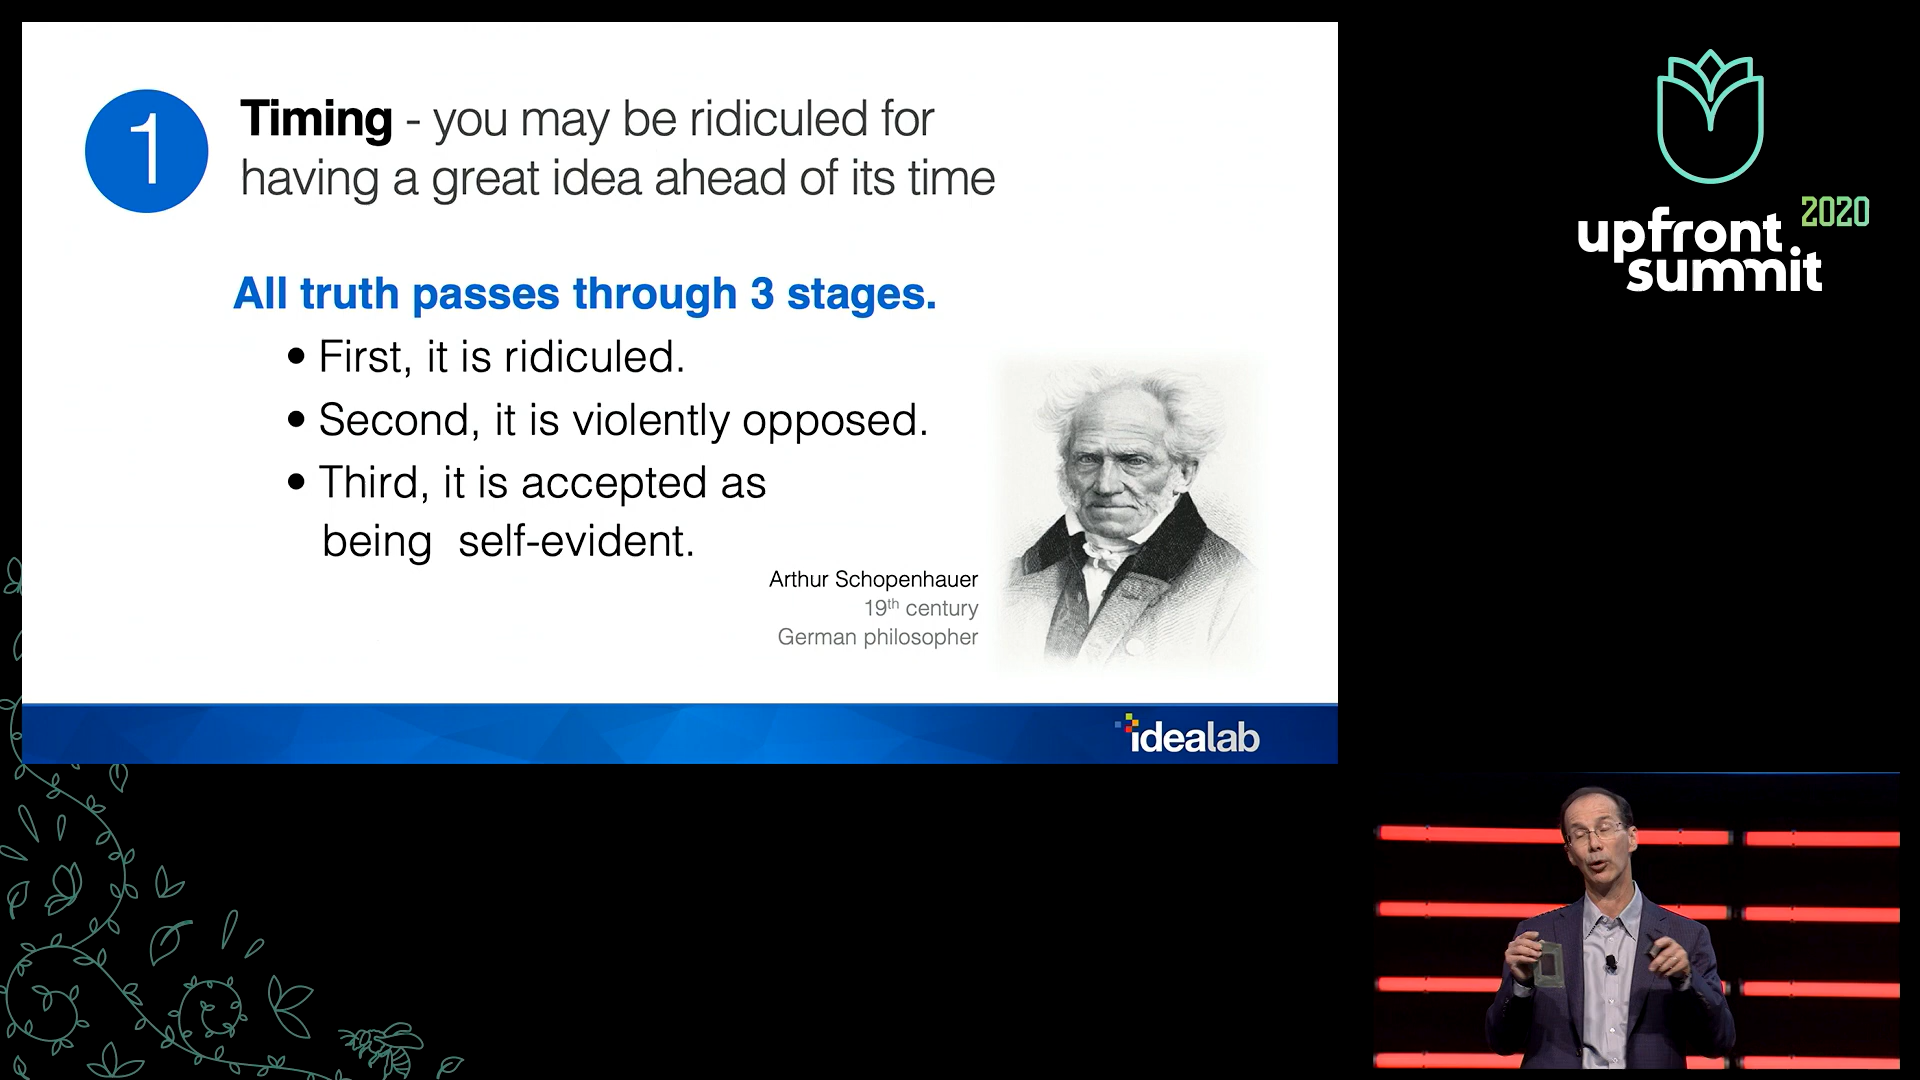 1
Timing - you may be ridiculed for
having a great idea ahead of its time
All truth passes through 3 stages.
• First, it is ridiculed.
• Second, it is violently opposed.
• Third, it is accepted as
being self-evident.
Arthur Schopenhauer
19th century
German philosopher
idealab
2020
upfront
summit